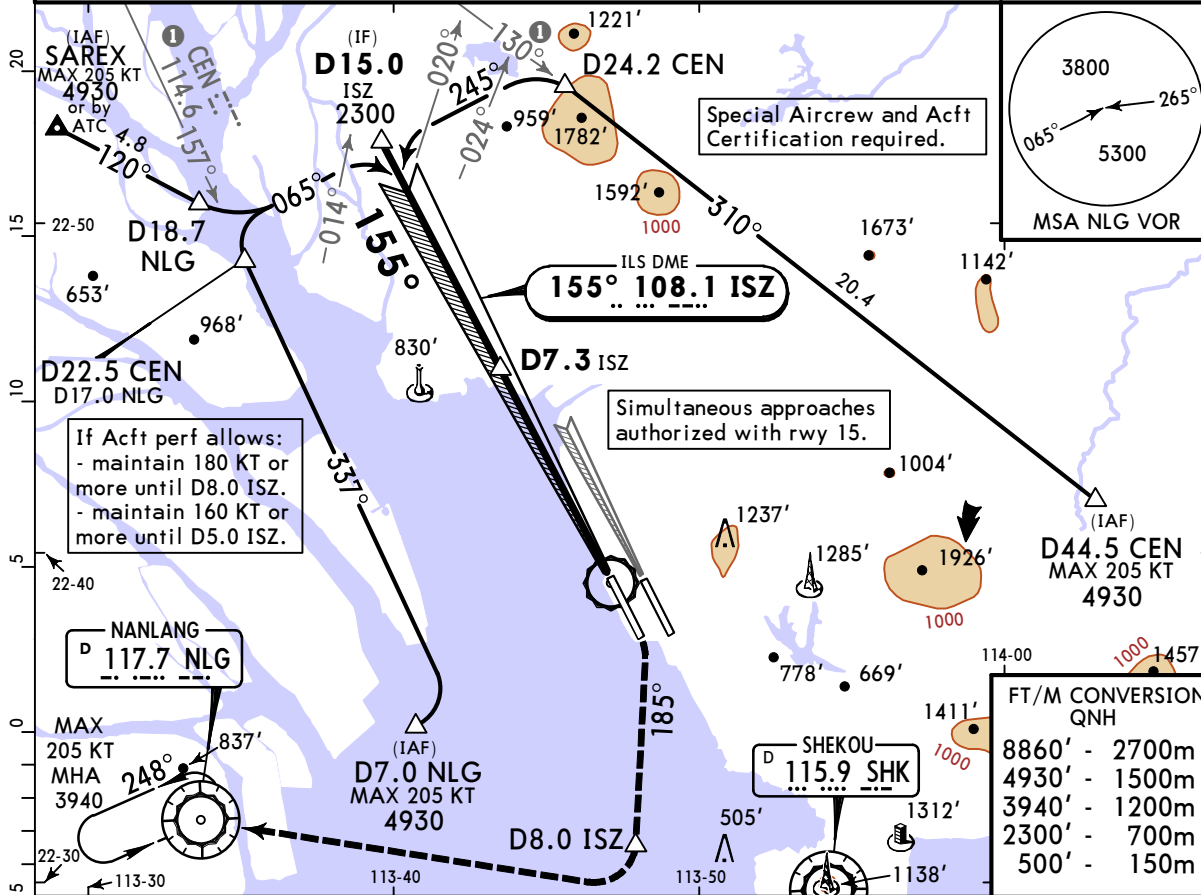 (IAF)
SAREX
MAX 205 KT
4930
or by
ATC
4.8
120°
1
CEN
114.6
157°
D18.7
NLG
(IF)
D15.0
ISZ
2300
020°
130°
1
245°
-024°
-014°
065°
155°
1221'
D24.2 CEN
959'
1782'
1592'
1000
Special Aircrew and Acft
Certification required.
3800
265°
065°
5300
MSA NLG VOR
310°
20.4
1673'
1142'
ILS DME
155° 108.1 ISZ
20
15
10
5
0
5
22-50
653'
968'
D22.5 CEN
D17.0 NLG
830'
D7.3 ISZ
Simultaneous approaches
authorized with rwy 15.
If Acft perf allows:
- maintain 180 KT or
more until D8.0 ISZ.
- maintain 160 KT or
more until D5.0 ISZ.
337°
1004'
1237'
1285'
1926'
1000
(IAF)
D44.5 CEN
MAX 205 KT
4930
22-40
NANLANG
D 117.7 NLG
778'
669'
114-00
1000
1457
185°
MAX
205 KT
MHA
3940
248°
837'
(IAF)
D7.0 NLG
MAX 205 KT
4930
SHEKOU
D 115.9 SHK
1411'
1000
FT/M CONVERSION
QNH
8860' - 2700m
4930' - 1500m
3940' - 1200m
2300' - 700m
500' - 150m
D8.0 ISZ
505'
1312'
1138'
22-30
113-30
113-40
113-50